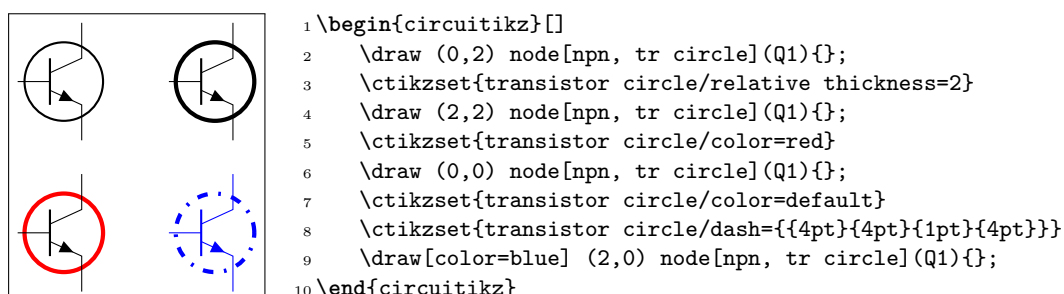 1 \begin{circuitikz}[]
2     \draw (0,2) node[npn, tr circle](Q1){};
3     \ctikzset{transistor circle/relative thickness=2}
4     \draw (2,2) node[npn, tr circle](Q1){};
5     \ctikzset{transistor circle/color=red}
6     \draw (0,0) node[npn, tr circle](Q1){};
7     \ctikzset{transistor circle/color=default}
8     \ctikzset{transistor circle/dash={{4pt}{4pt}{1pt}{4pt}}}
9     \draw[color=blue] (2,0) node[npn, tr circle](Q1){};
10 \end{circuitikz}